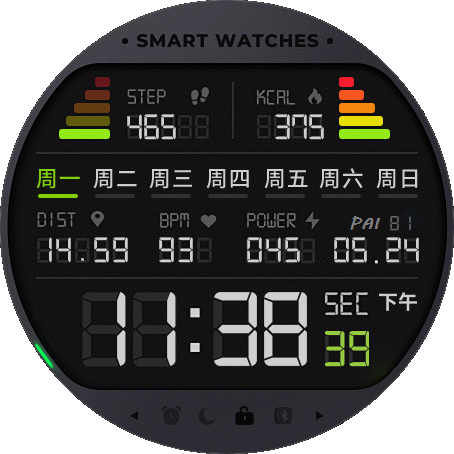 • SMART WATCHES •
STEP KCAL
465 375
周一 周二 周三 周四 周五 周六 周日
DIST BPM POWER PAI 81
14.59 93 045 05.24
11:38 SEC 下午
39